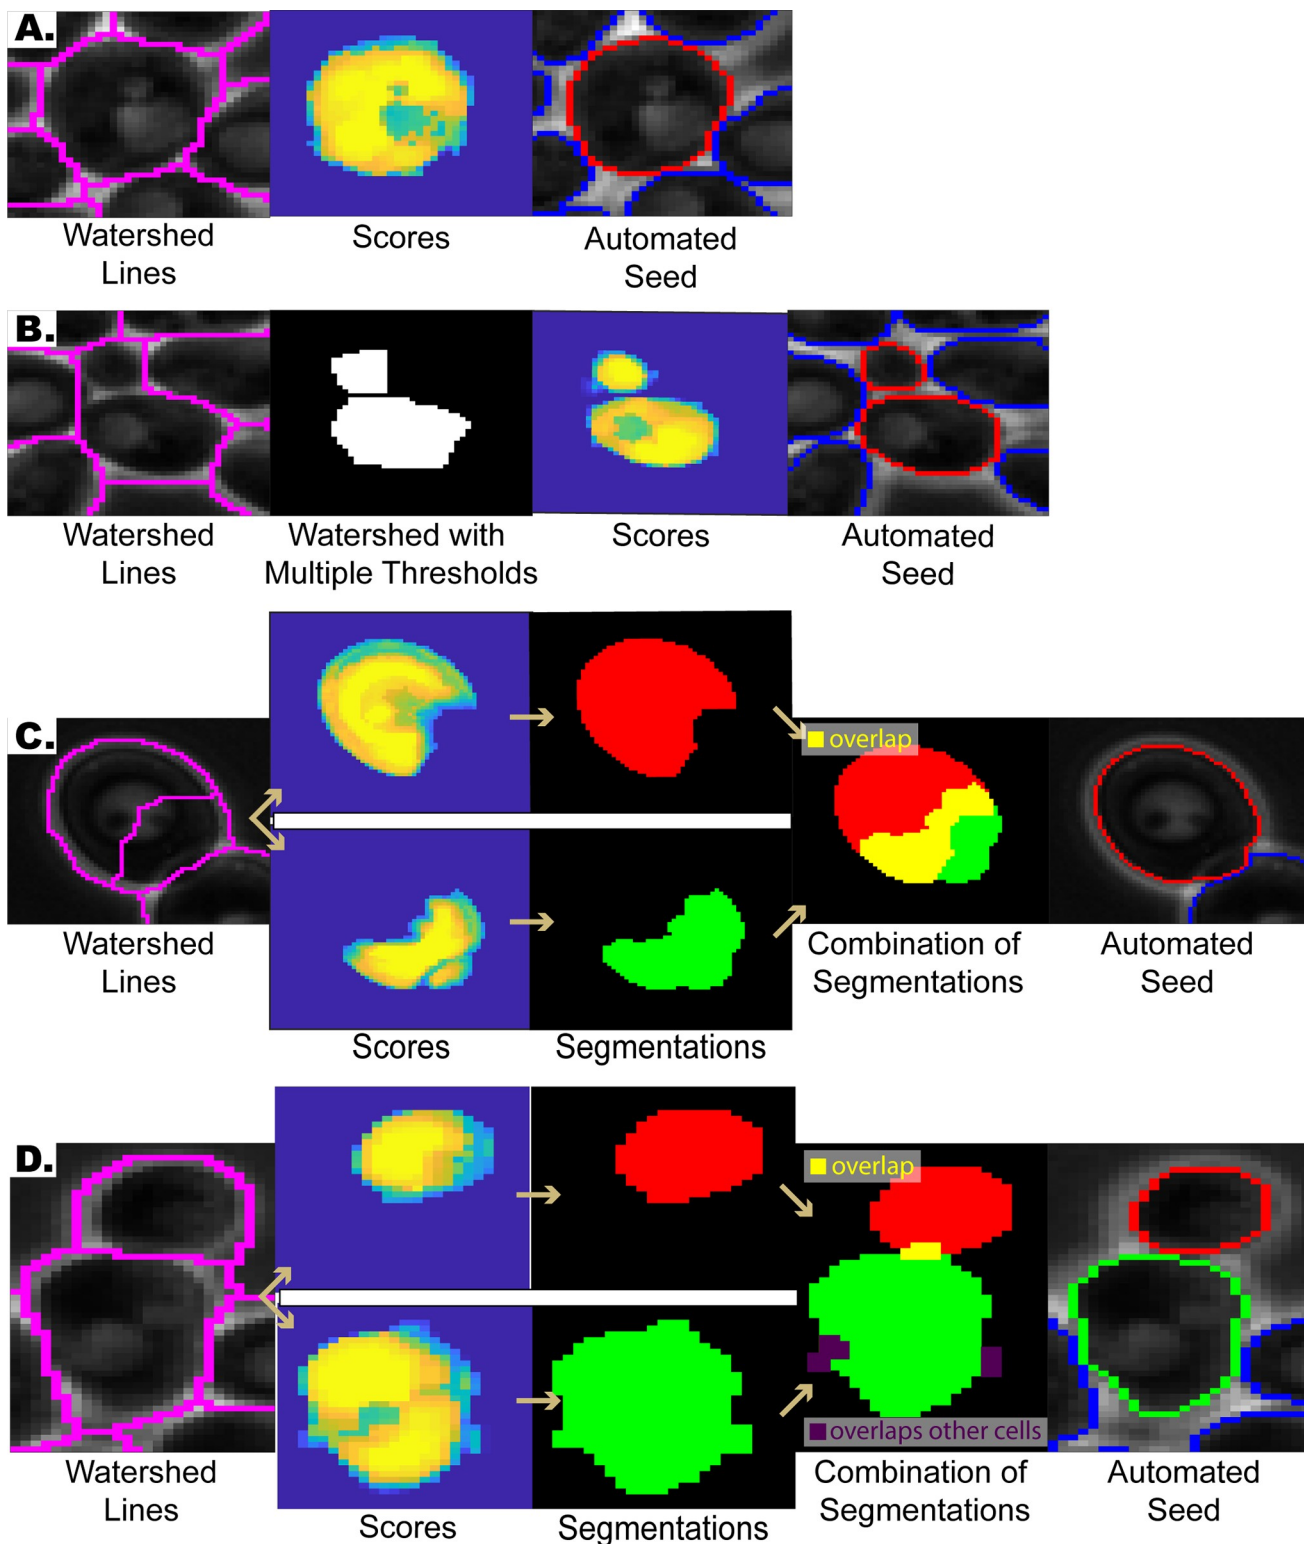 A.
Watershed
Lines
Scores
Automated
Seed
B.
Watershed
Lines
Watershed with
Multiple Thresholds
Scores
Automated
Seed
C.
overlap
Watershed
Lines
Scores
Segmentations
Combination of
Segmentations
Automated
Seed
D.
overlap
overlaps other cells
Watershed
Lines
Scores
Segmentations
Combination of
Segmentations
Automated
Seed